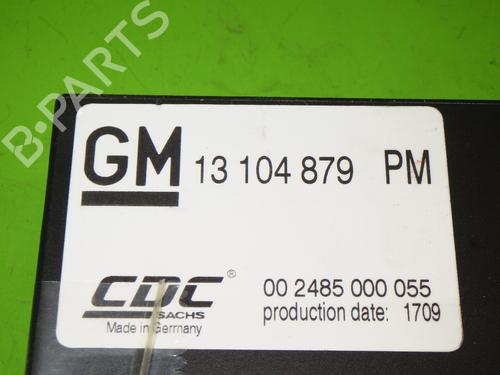 B-PARTS
GM 13 104 879 PM
CDC® 00 2485 000 055
SACHS production date: 1709
Made in Germany